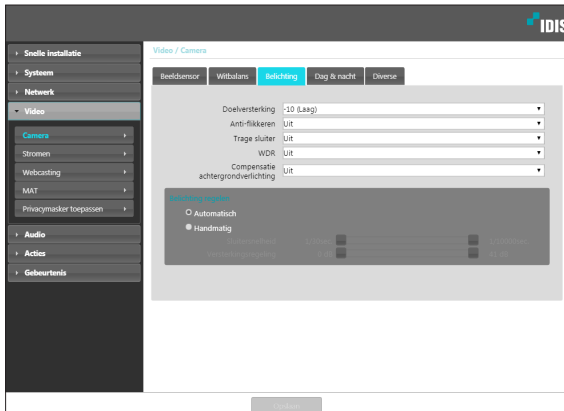 IDIS
Snelle installatie
Systeem
Netwerk
Video
Camera
Stromen
Webcasting
MAT
Privacymasker toepassen
Audio
Acties
Gebeurtenis
Video / Camera
Beeldsensor Witbalans Belichting Dag & nacht Diverse
Doelversterking -10 (Laag)
Anti-flikkeren Uit
Trage sluiter Uit
WDR Uit
Compensatie achtergrondverlichting Uit
Automatisch
Handmatig